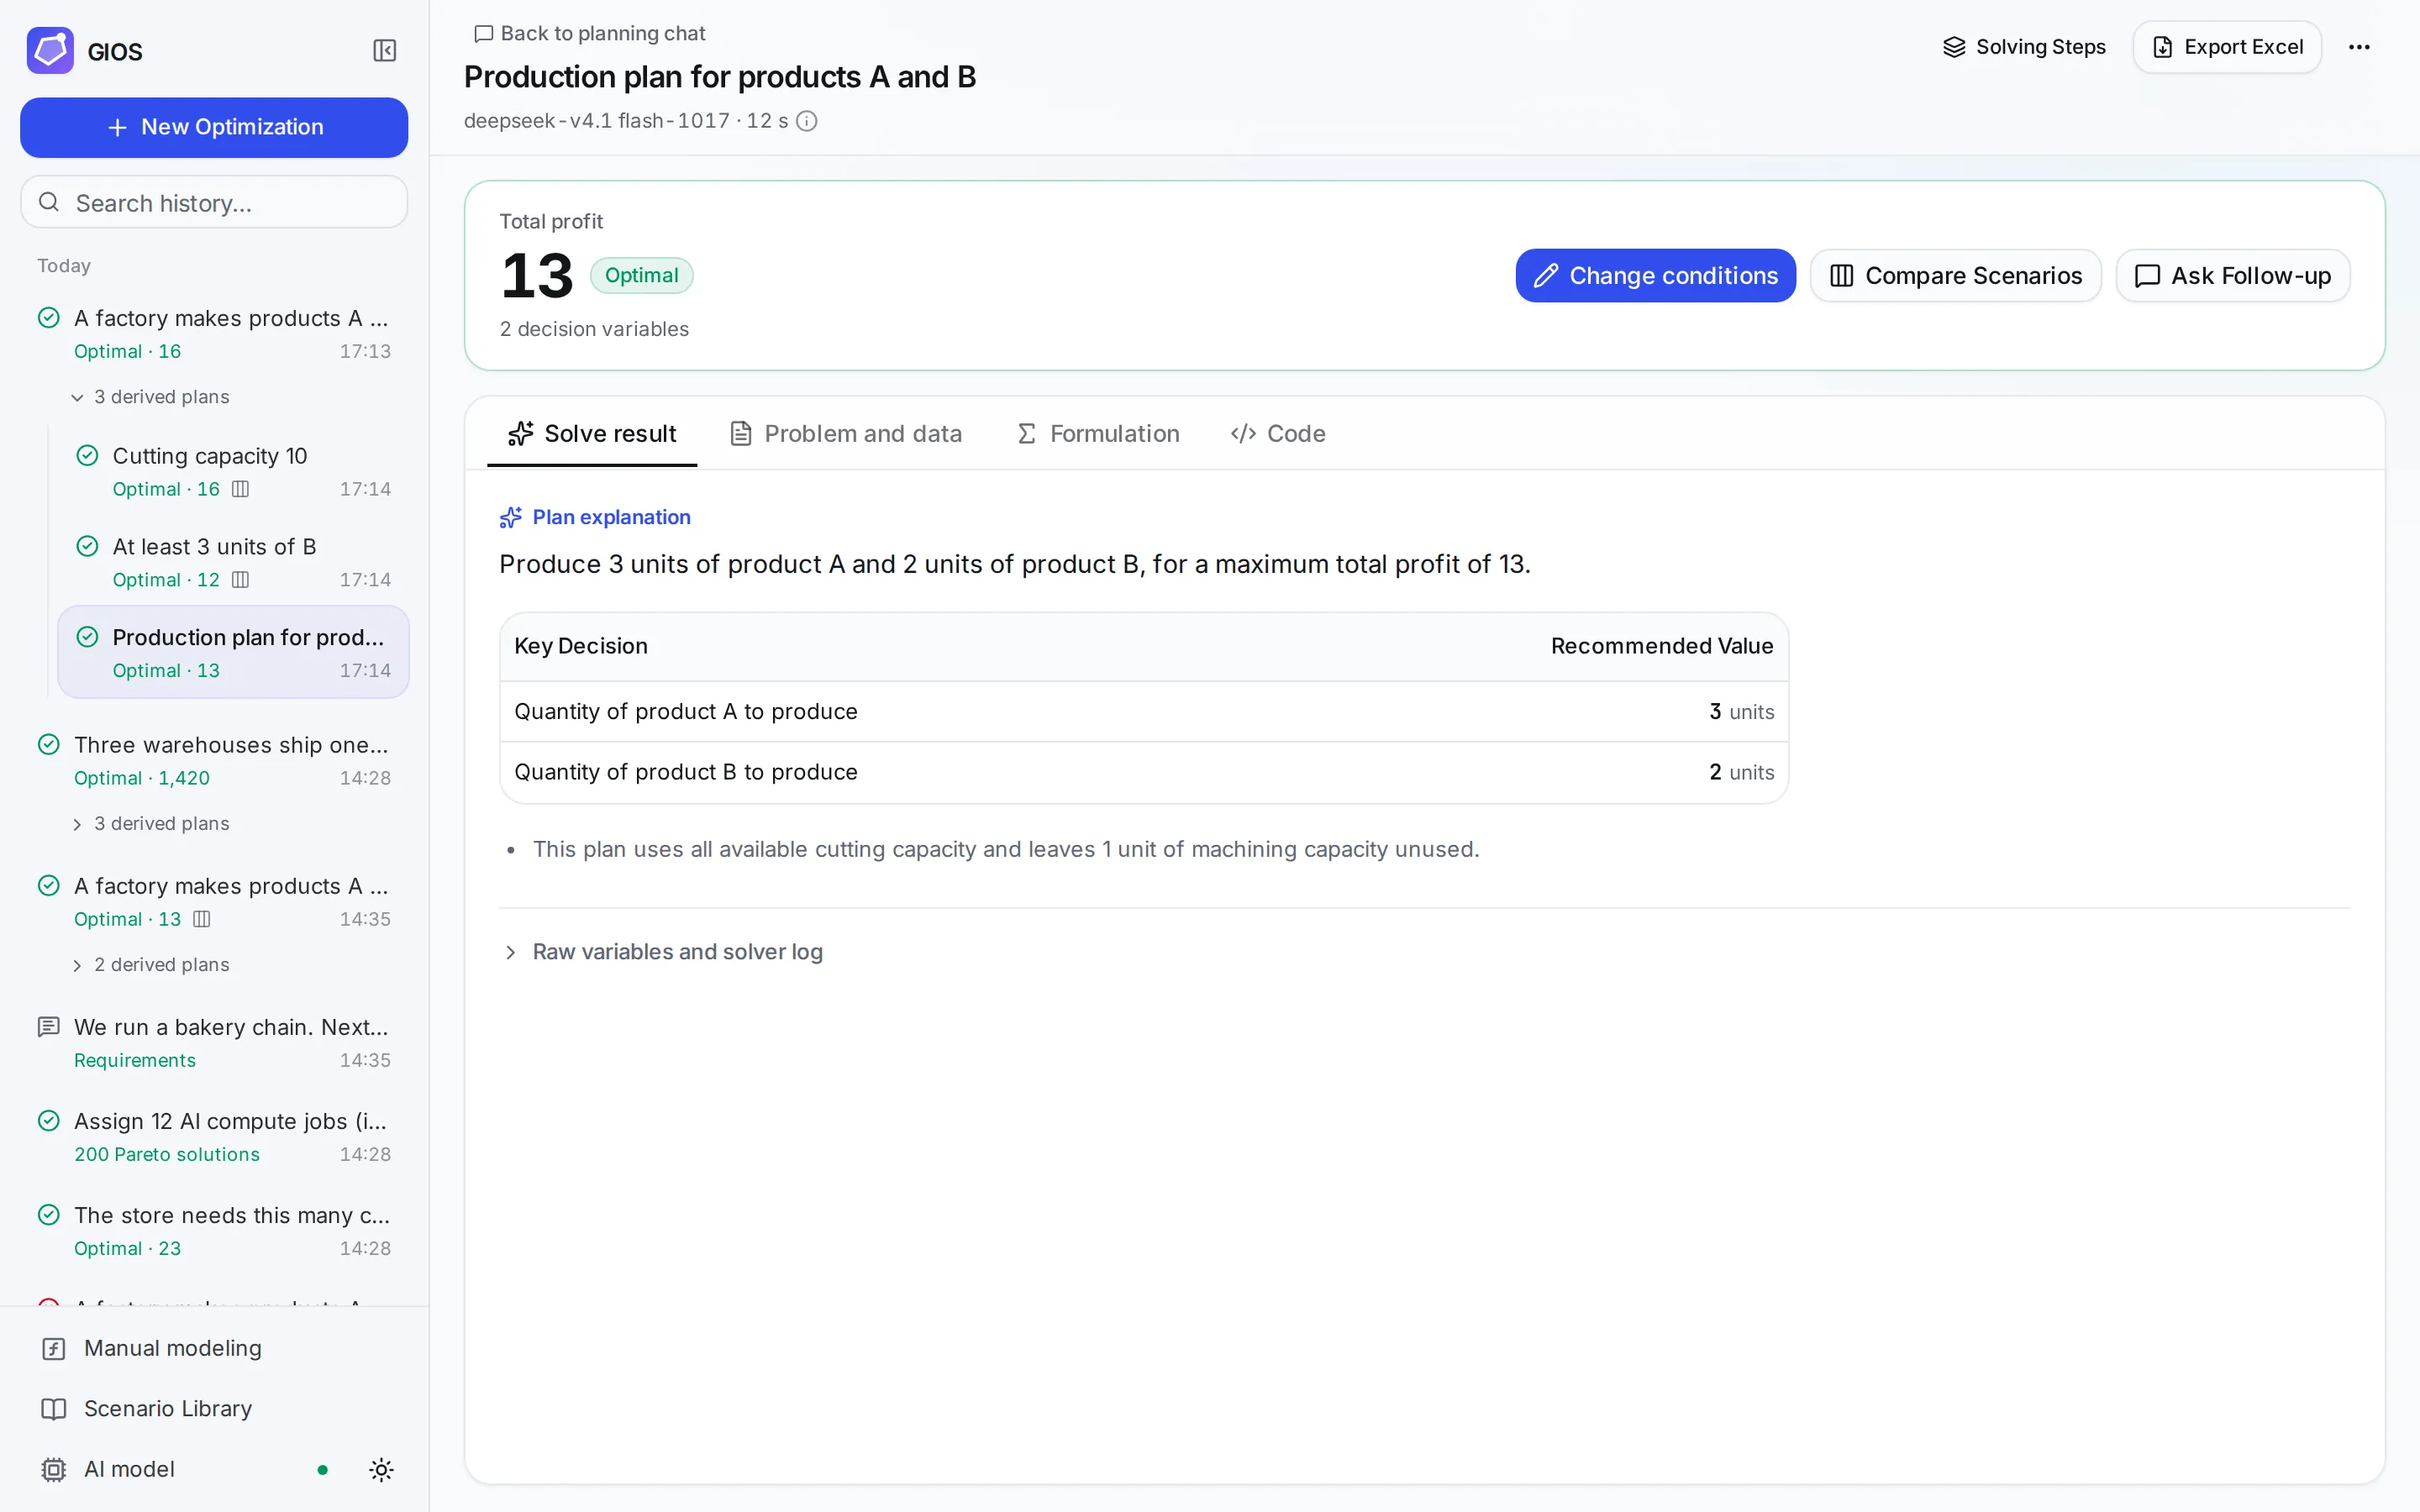 GIOS
New Optimization
Search history...
Today
A factory makes products A ...
Optimal · 16 17:13
3 derived plans
Cutting capacity 10
Optimal · 16 17:14
At least 3 units of B
Optimal · 12 17:14
Production plan for prod...
Optimal · 13 17:14
Three warehouses ship one...
Optimal · 1,420 14:28
3 derived plans
A factory makes products A ...
Optimal · 13 14:35
2 derived plans
We run a bakery chain. Next...
Requirements 14:35
Assign 12 AI compute jobs (i...
200 Pareto solutions 14:28
The store needs this many c...
Optimal · 23 14:28
Manual modeling
Scenario Library
AI model
Back to planning chat
Production plan for products A and B
deepseek-v4.1 flash-1017 · 12 s
Solving Steps
Export Excel
Total profit
13 Optimal
2 decision variables
Change conditions
Compare Scenarios
Ask Follow-up
Solve result
Problem and data
Formulation
Code
Plan explanation
Produce 3 units of product A and 2 units of product B, for a maximum total profit of 13.
Key Decision Recommended Value
Quantity of product A to produce 3 units
Quantity of product B to produce 2 units
• This plan uses all available cutting capacity and leaves 1 unit of machining capacity unused.
Raw variables and solver log